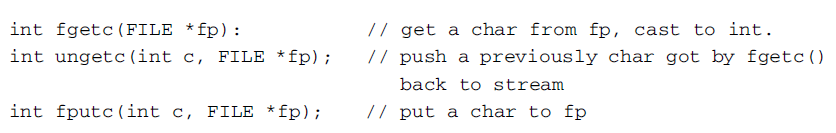 int fgetc(FILE *fp): // get a char from fp, cast to int.
int ungetc(int c, FILE *fp); // push a previously char got by fgetc()
back to stream
int fputc(int c, FILE *fp); // put a char to fp